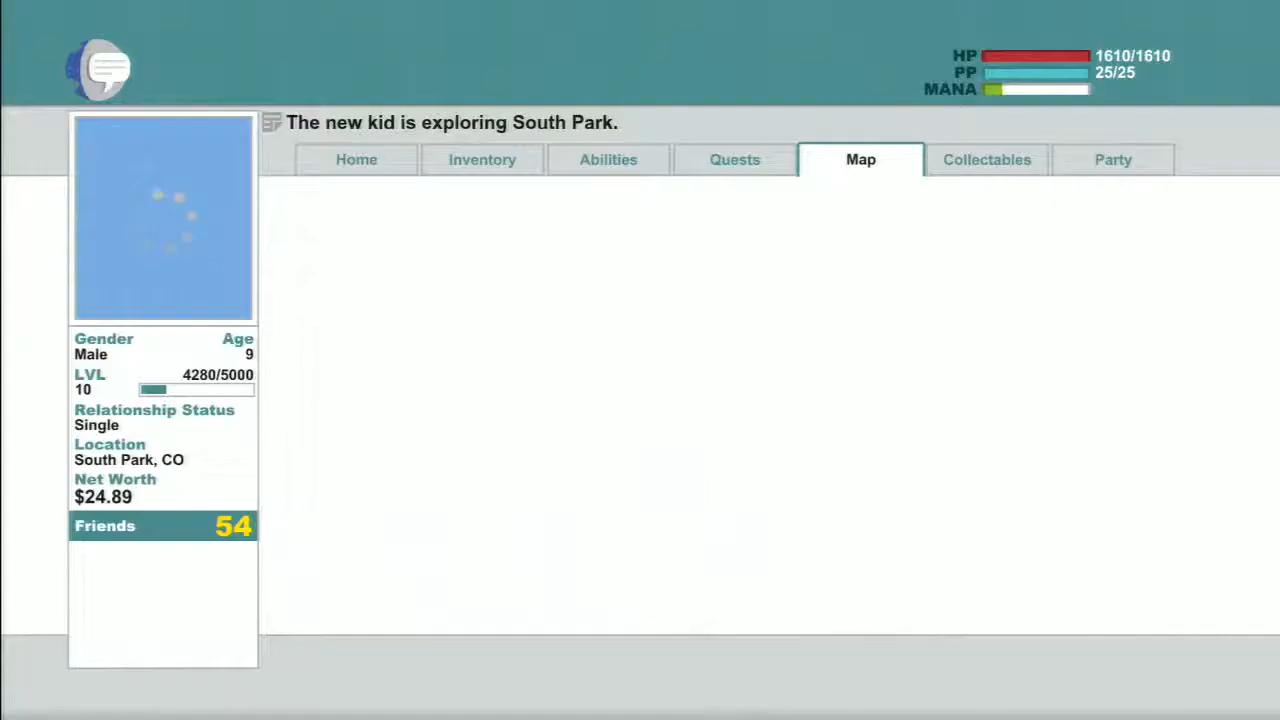 HP 1610/1610
PP 25/25
MANA
The new kid is exploring South Park.
Home Inventory Abilities Quests Map Collectables Party
Gender Age
Male 9
LVL 4280/5000
10
Relationship Status
Single
Location
South Park, CO
Net Worth
$24.89
Friends 54